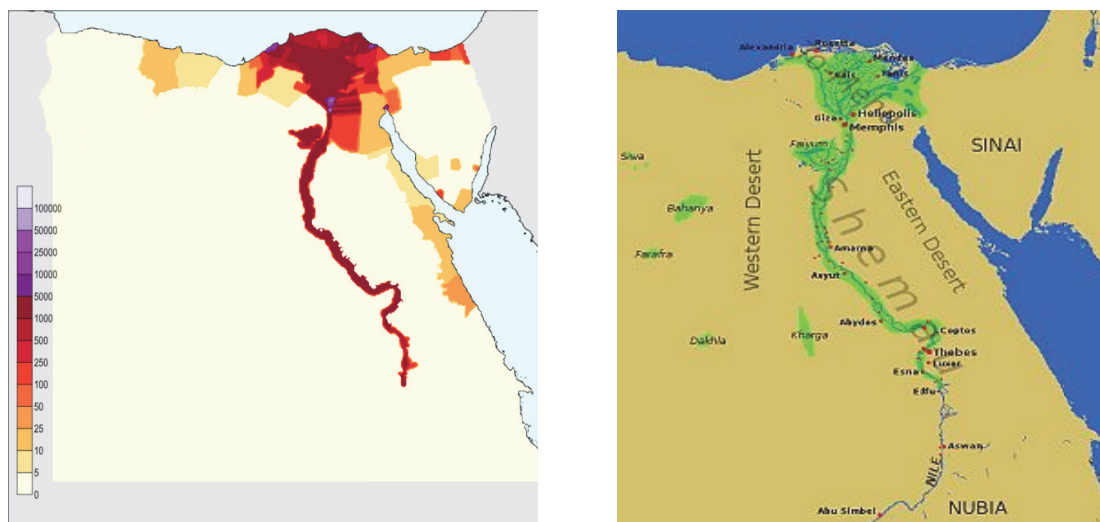 100000
50000
25000
10000
5000
1000
500
250
100
50
25
10
5
0
Alexandria
Rosetta
Mendes
Sais
Tanis
Heliopolis
Giza
Memphis
SINAI
Faiyum
Siwa
Western Desert
Eastern Desert
Shemau
Bahariya
Farafra
Amarna
Asyut
Abydos
Coptos
Kharga
Dakhla
Thebes
Luxor
Esna
Edfu
Aswan
NILE
Abu Simbel
NUBIA